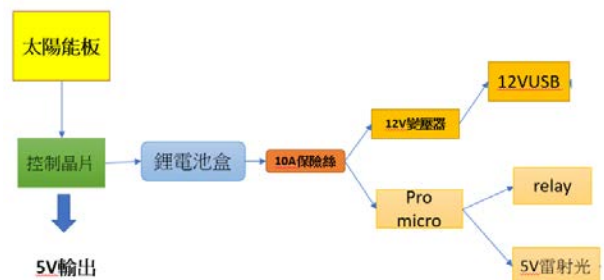 太陽能板
控制晶片
鋰電池盒
10A保險絲
12V變壓器
12VUSB
Pro
micro
relay
5V雷射光
5V輸出